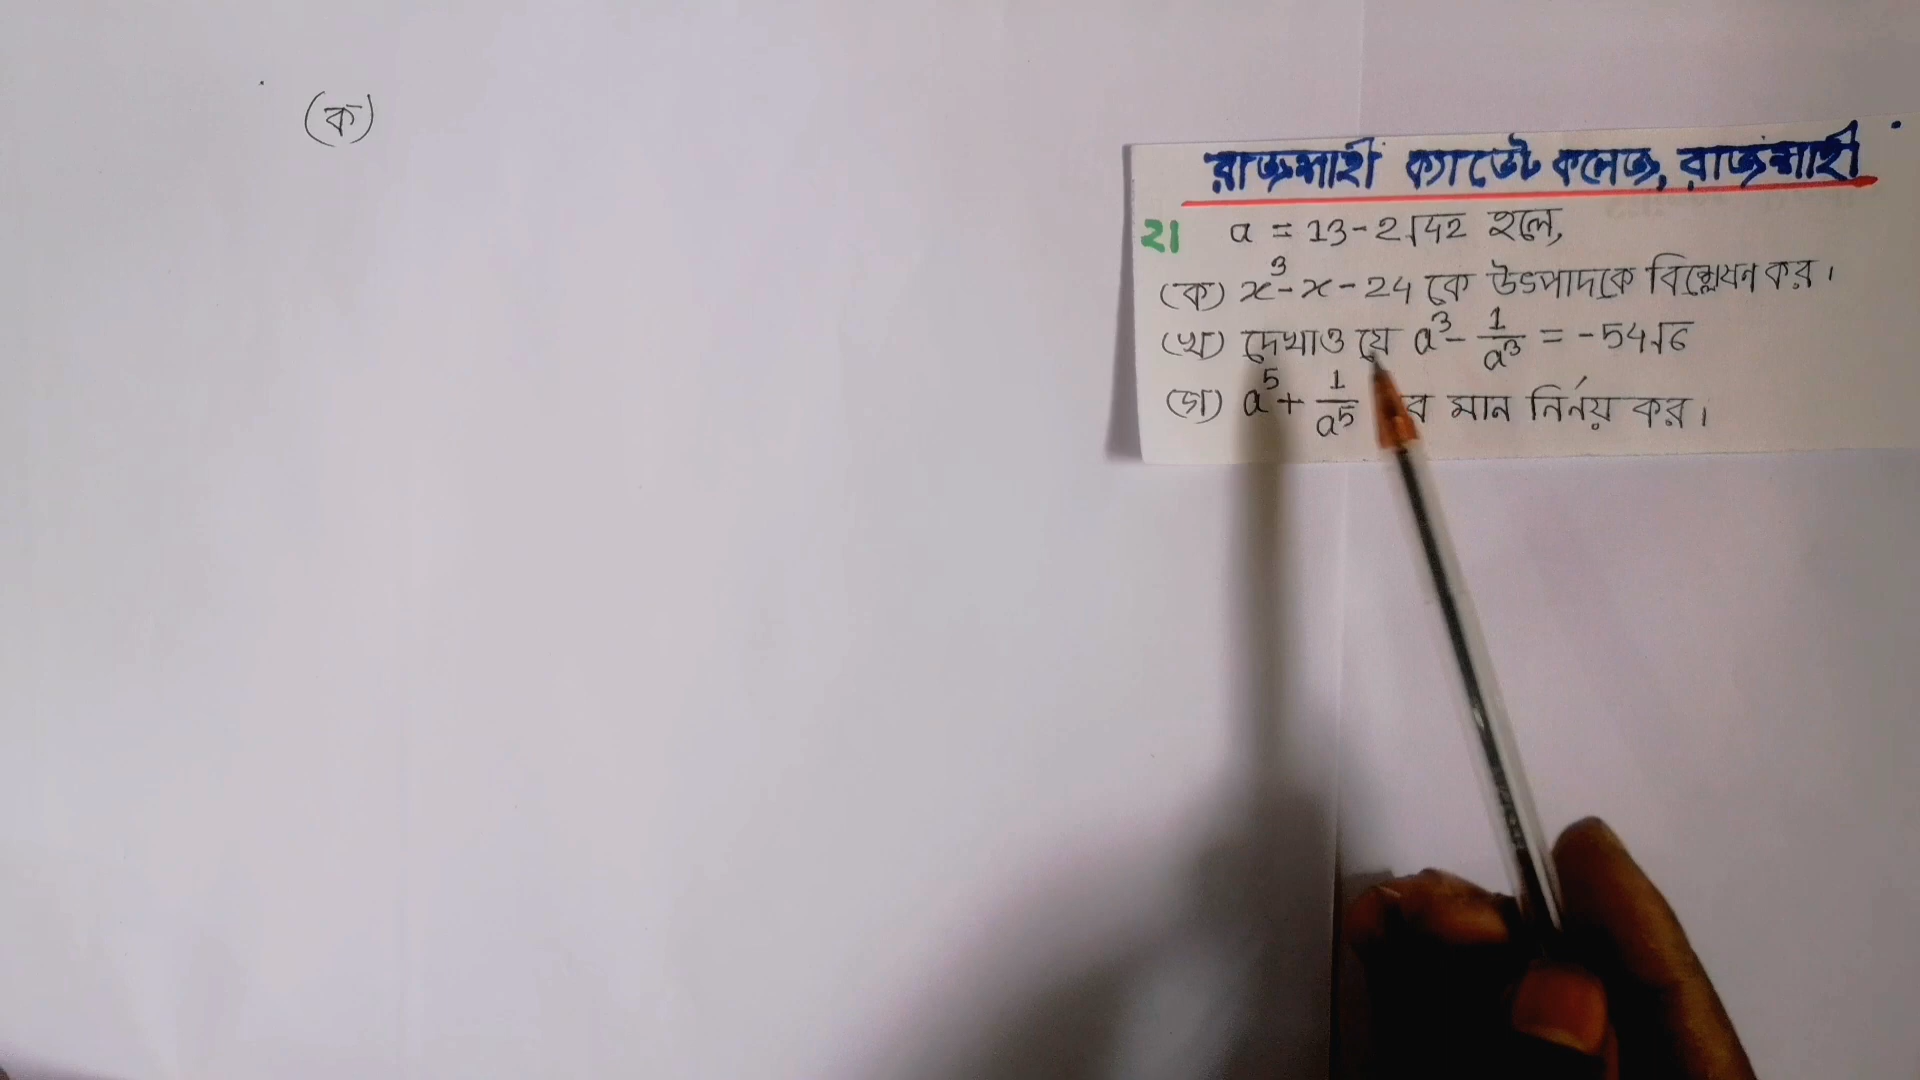 (ক)
রাজশাহী ক্যাডেট কলেজ, রাজশাহী
২। a = 13-2√42 হলে,
(ক) x³-x-24 কে উৎপাদকে বিশ্লেষণ কর।
(খ) দেখাও যে a³ - 1/a³ = -54√6
(গ) a⁵ + 1/a⁵ মান নির্ণয় কর।